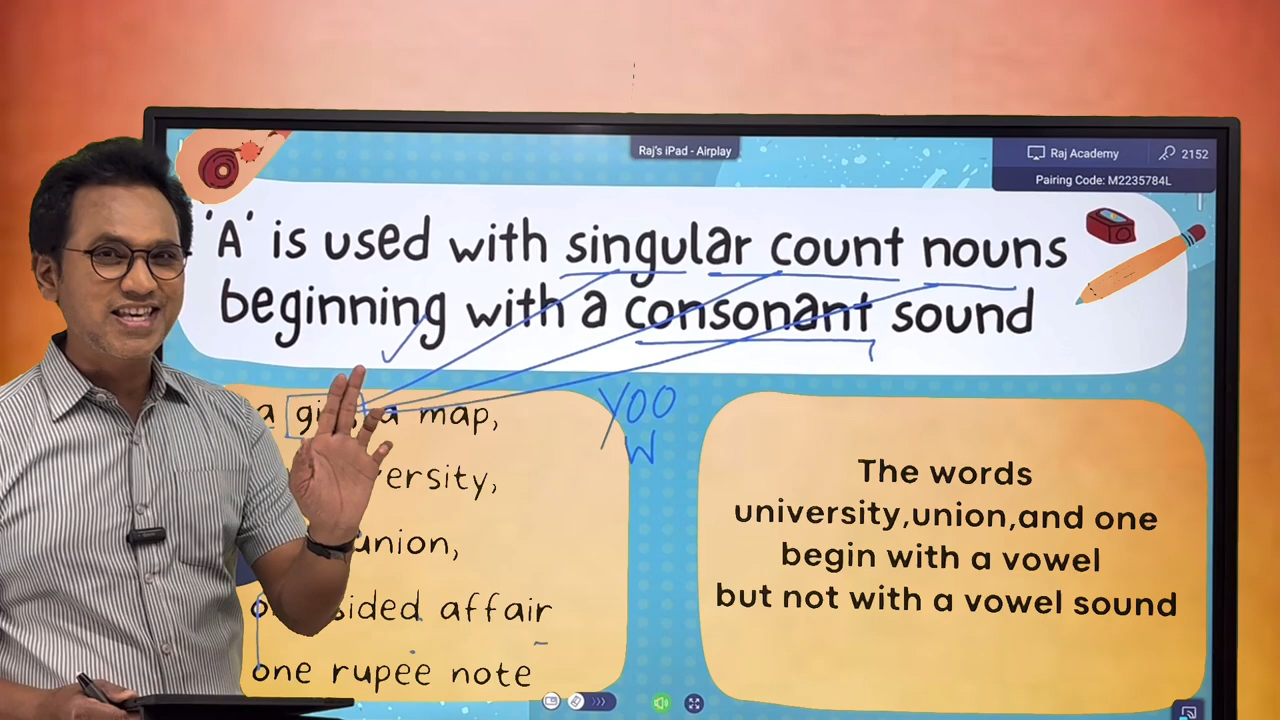 Raj's iPad - Airplay
Raj Academy
2152
Pairing Code: M2235784L
'A' is used with singular count nouns
beginning with a consonant sound
a a map,
YOO
W
union,
sided affair
one rupee note
The words
university,union,and one
begin with a vowel
but not with a vowel sound